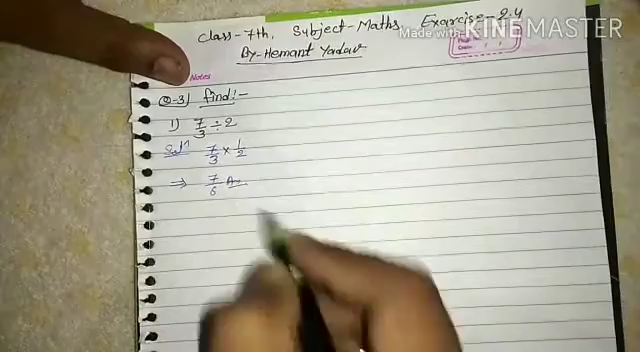 Class-7th, Subject-Maths, Exercise-2.4
Made with KINEMASTER
By-Hemant Yadav
Date:
Notes
Q-3) find:-
1) 7/3 ÷ 2
Solⁿ 7/3 × 1/2
⇒ 7/6 A